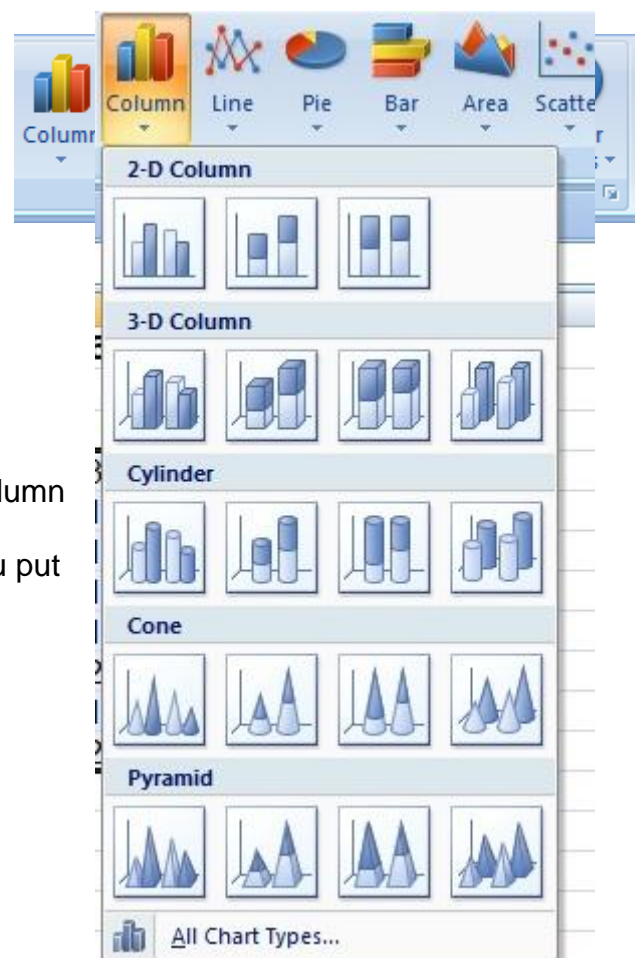 Column Line Pie Bar Area Scatte
Column
2-D Column
3-D Column
Cylinder
lumn
u put
Cone
Pyramid
All Chart Types...